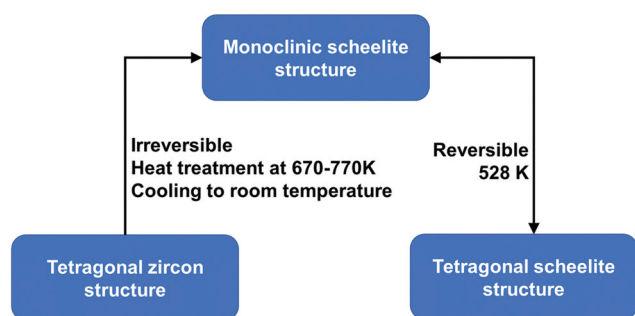 Monoclinic scheelite
structure
Irreversible
Heat treatment at 670-770K
Cooling to room temperature
Reversible
528 K
Tetragonal zircon
structure
Tetragonal scheelite
structure